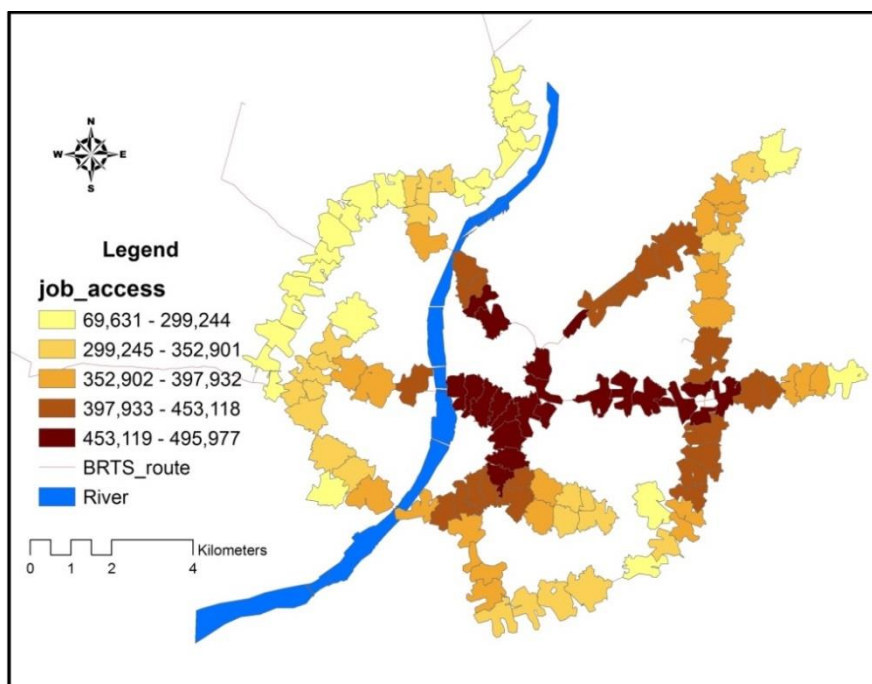 N
W E
S
Legend
job_access
69,631 - 299,244
299,245 - 352,901
352,902 - 397,932
397,933 - 453,118
453,119 - 495,977
BRTS_route
River
Kilometers
0 1 2 4